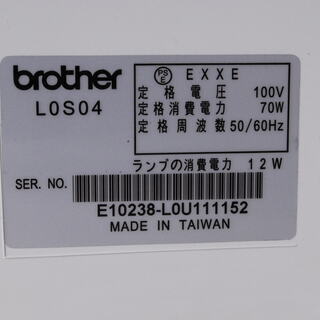 brother
L0S04
PS E EXXE
定格電圧 100V
定格消費電力 70W
定格周波数 50/60Hz
ランプの消費電力 12W
SER. NO.
E10238-L0U111152
MADE IN TAIWAN